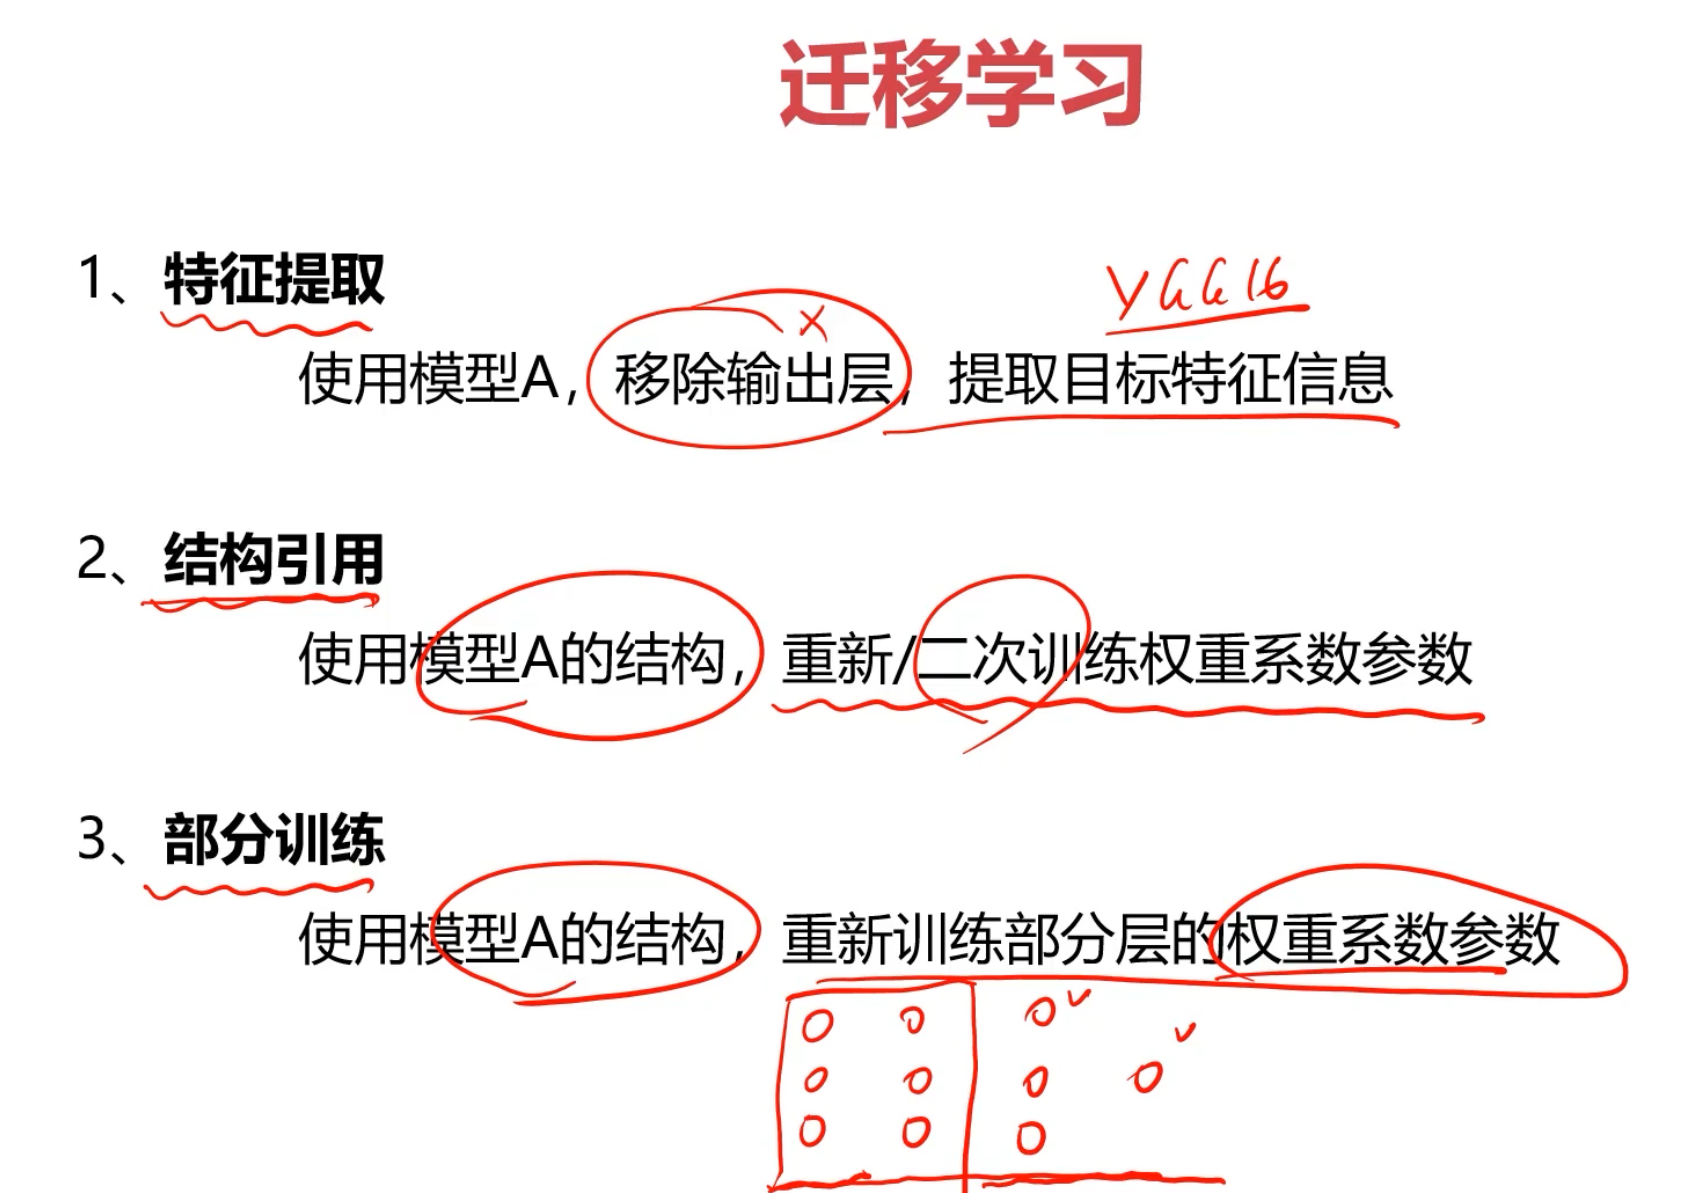 迁移学习
1、特征提取
VGG16
使用模型A，移除输出层，提取目标特征信息
2、结构引用
使用模型A的结构，重新/二次训练权重系数参数
3、部分训练
使用模型A的结构，重新训练部分层的权重系数参数